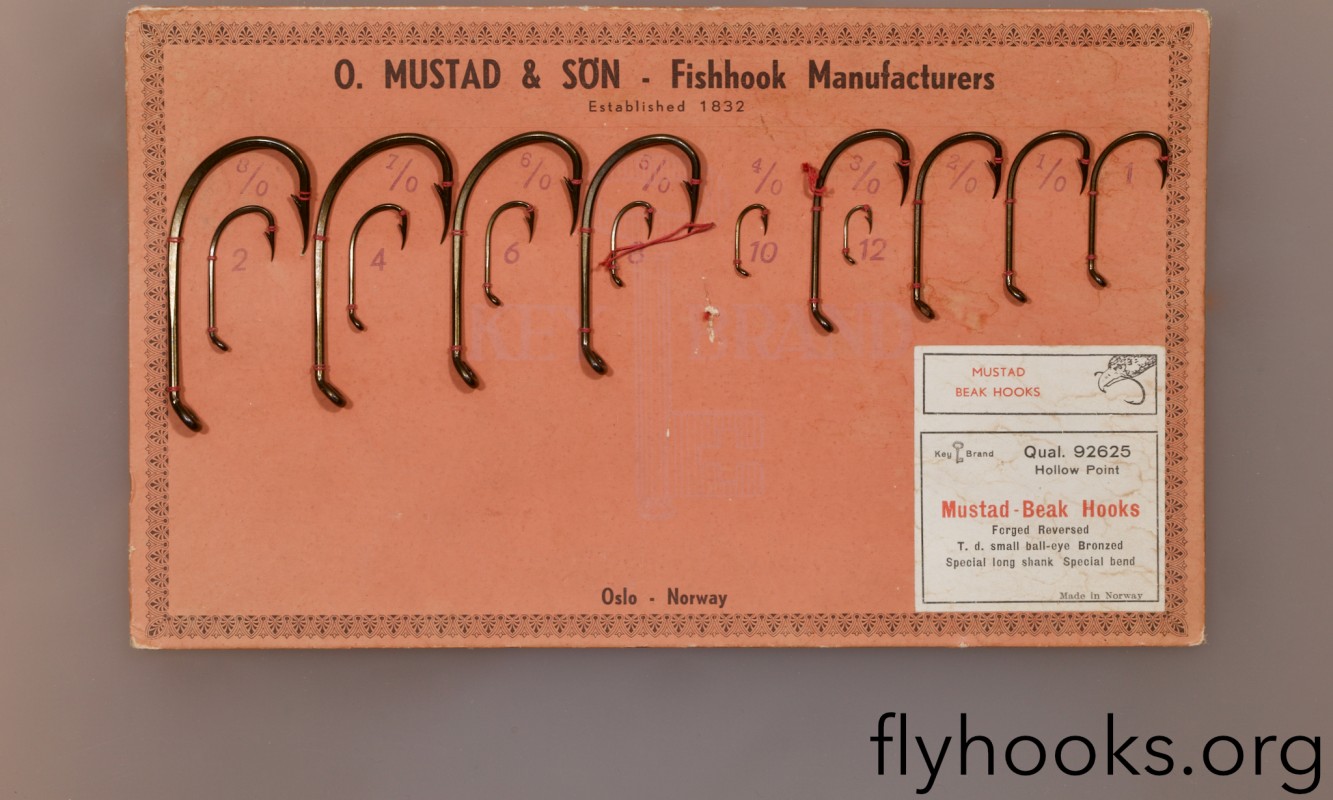 O. MUSTAD & SÖN - Fishhook Manufacturers
Established 1832
8/0 7/0 6/0 5/0 4/0 3/0 2/0 1/0 1
2 4 6 8 10 12
KEY BRAND
MUSTAD
BEAK HOOKS
Key Brand Qual. 92625
Hollow Point
Mustad-Beak Hooks
Forged Reversed
T. d. small ball-eye Bronzed
Special long shank Special bend
Made in Norway
Oslo - Norway
flyhooks.org